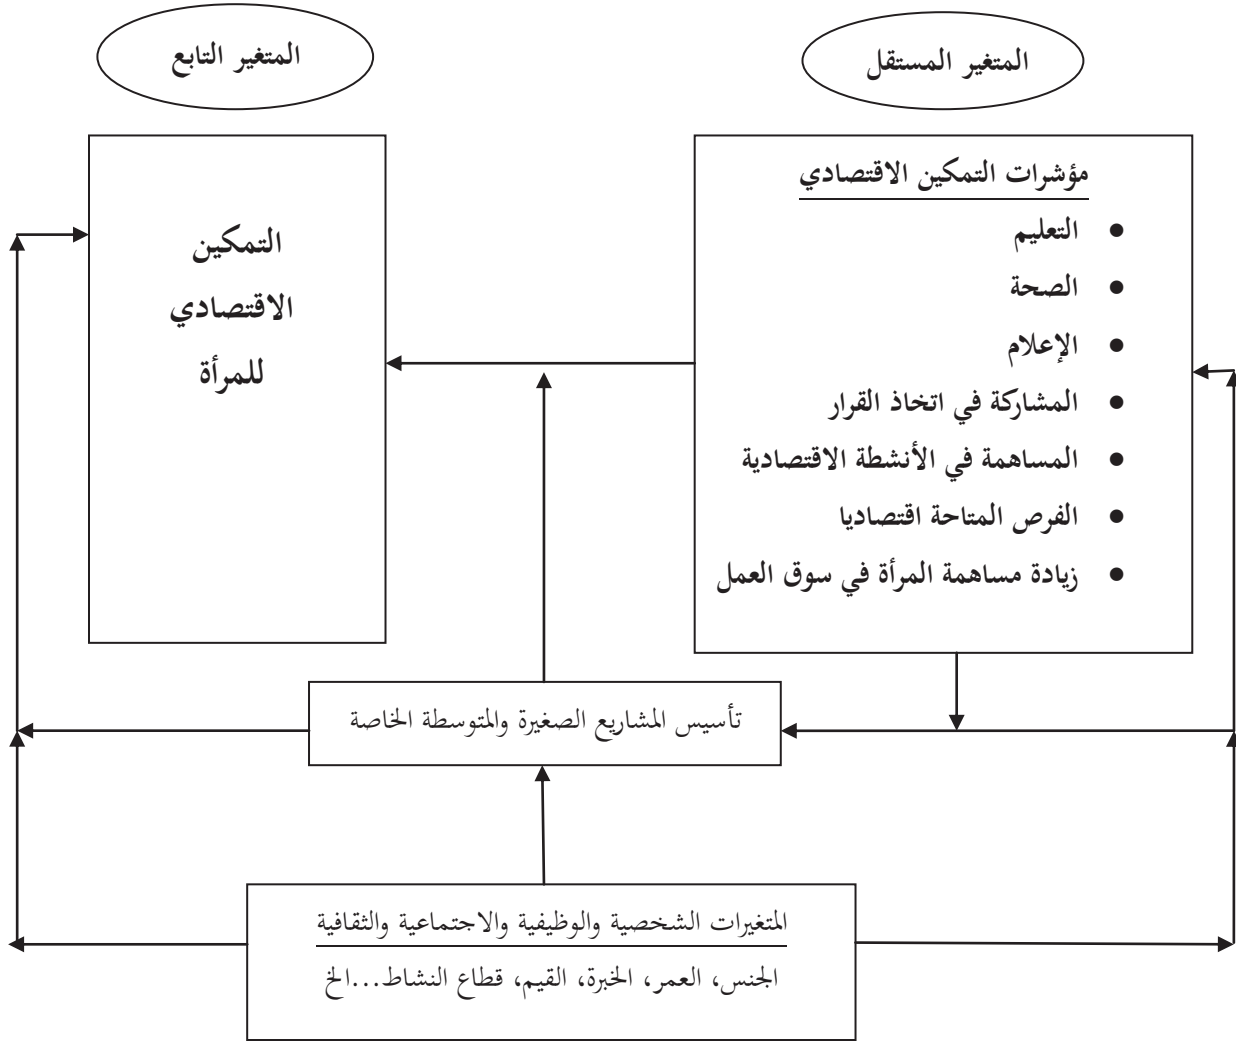 المتغير المستقل
المتغير التابع
مؤشرات التمكين الاقتصادي
• التعليم
• الصحة
• الإعلام
• المشاركة في اتخاذ القرار
• المساهمة في الأنشطة الاقتصادية
• الفرص المتاحة اقتصاديا
• زيادة مساهمة المرأة في سوق العمل
التمكين
الاقتصادي
للمرأة
تأسيس المشاريع الصغيرة والمتوسطة الخاصة
المتغيرات الشخصية والوظيفية والاجتماعية والثقافية
الجنس، العمر، الخبرة، القيم، قطاع النشاط...الخ